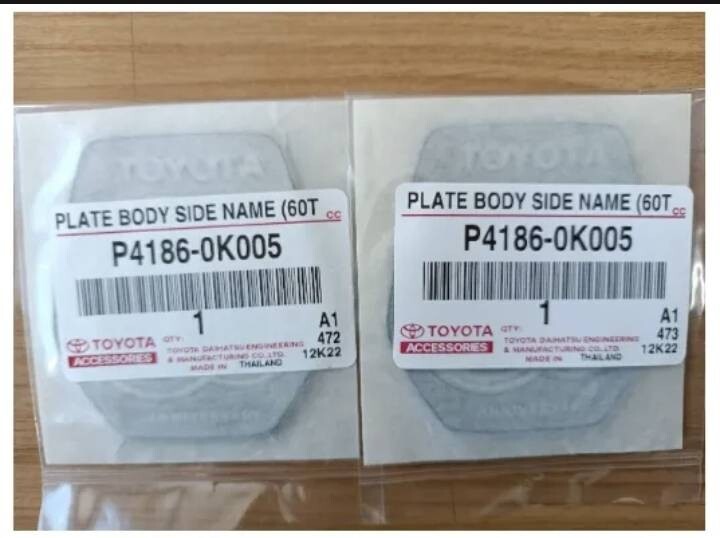 TOYOTA
PLATE BODY SIDE NAME (60T
CC
P4186-0K005
1
A1
472
12K22
TOYOTA
ACCESSORIES
QTY:
TOYOTA DAIHATSU ENGINEERING
& MANUFACTURING CO.,LTD.
MADE IN THAILAND
ANNIVERSARY
TOYOTA
PLATE BODY SIDE NAME (60T
CC
P4186-0K005
1
A1
473
12K22
TOYOTA
ACCESSORIES
QTY:
TOYOTA DAIHATSU ENGINEERING
& MANUFACTURING CO.,LTD.
MADE IN THAILAND
ANNIVERSARY